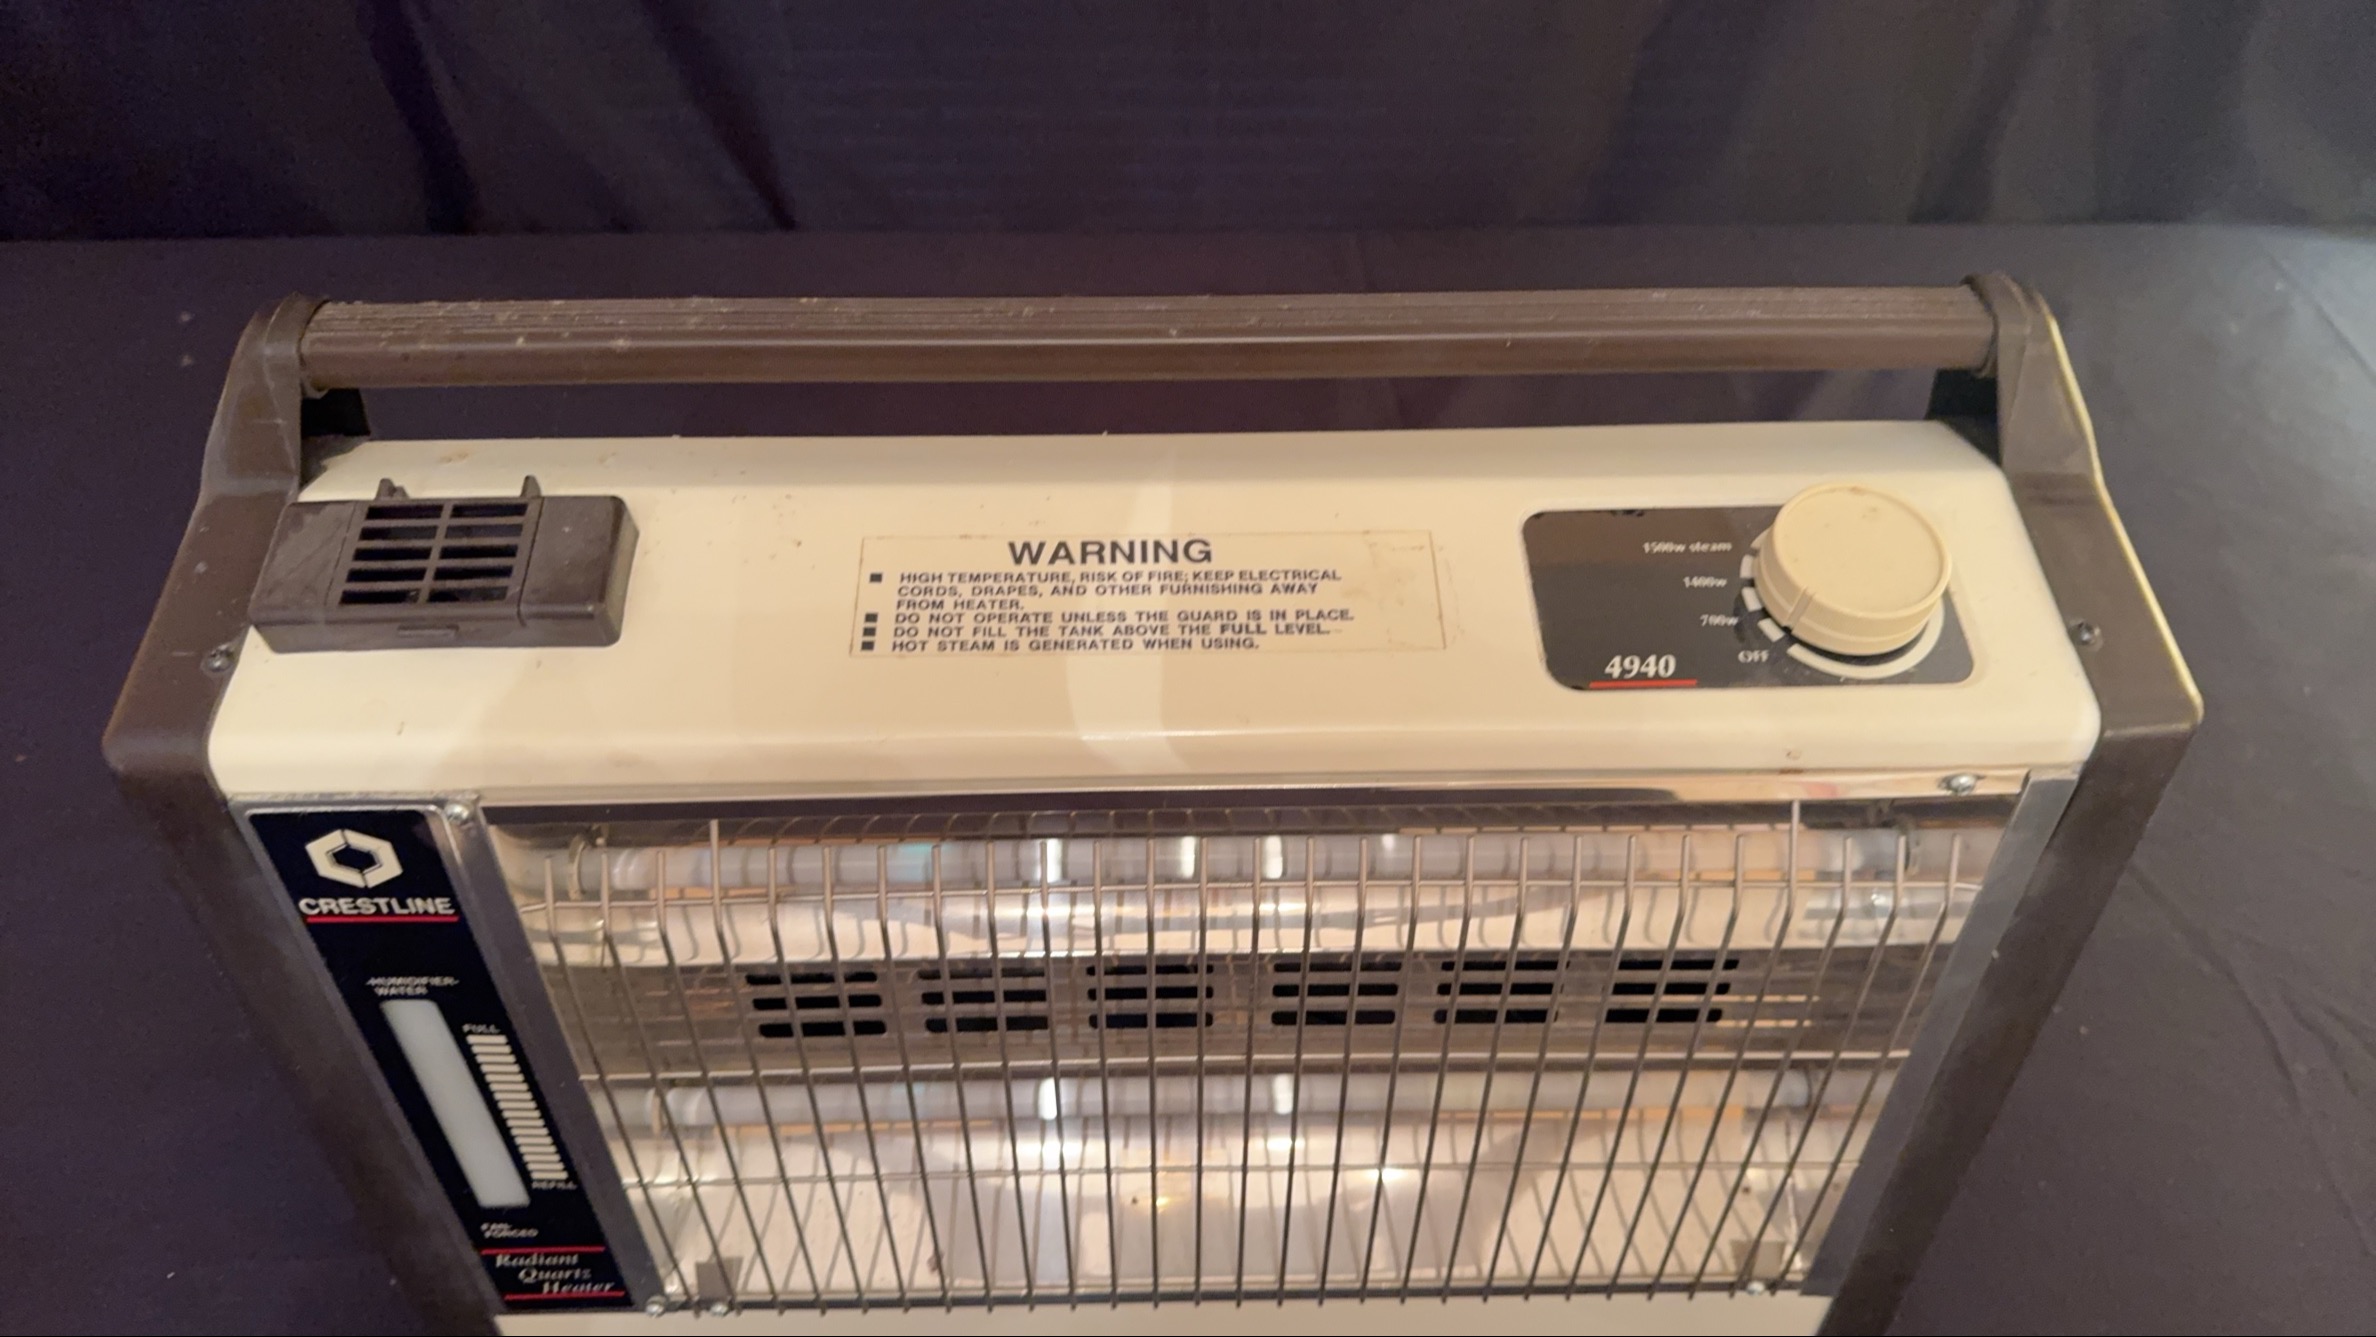 WARNING
■ HIGH TEMPERATURE, RISK OF FIRE; KEEP ELECTRICAL
CORDS, DRAPES, AND OTHER FURNISHING AWAY
FROM HEATER.
■ DO NOT OPERATE UNLESS THE GUARD IS IN PLACE.
■ DO NOT FILL THE TANK ABOVE THE FULL LEVEL.
■ HOT STEAM IS GENERATED WHEN USING.
1500w steam
1400w
700w
OFF
4940
CRESTLINE
-HUMIDIFIER-
WATER
FULL
REFILL
FAN-
FORCED
Radiant
Quartz
Heater